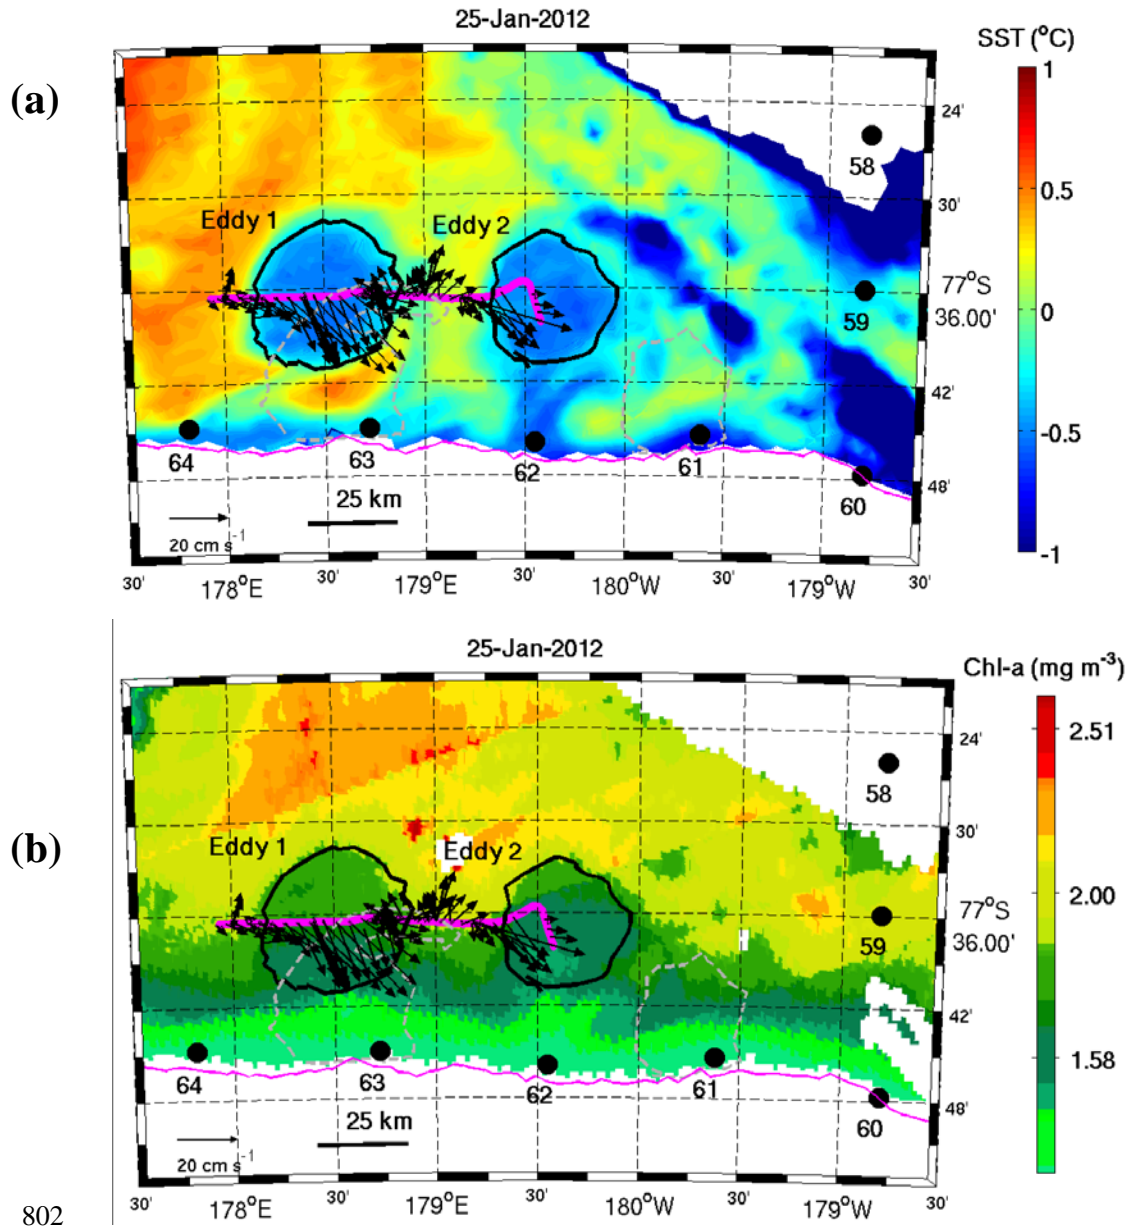 25-Jan-2012
SST (°C)
(a)
1
24'
58
0.5
30'
Eddy 1
Eddy 2
77°S
36.00'
0
59
42'
-0.5
64
63
62
61
60
48'
25 km
20 cm s⁻¹
-1
30' 178°E 30' 179°E 30' 180°W 30' 179°W 30'
25-Jan-2012
Chl-a (mg m⁻³)
2.51
24'
58
30'
(b)
Eddy 1
Eddy 2
2.00
77°S
36.00'
59
42'
1.58
64
63
62
61
60
48'
25 km
20 cm s⁻¹
30' 178°E 30' 179°E 30' 180°W 30' 179°W 30'
802